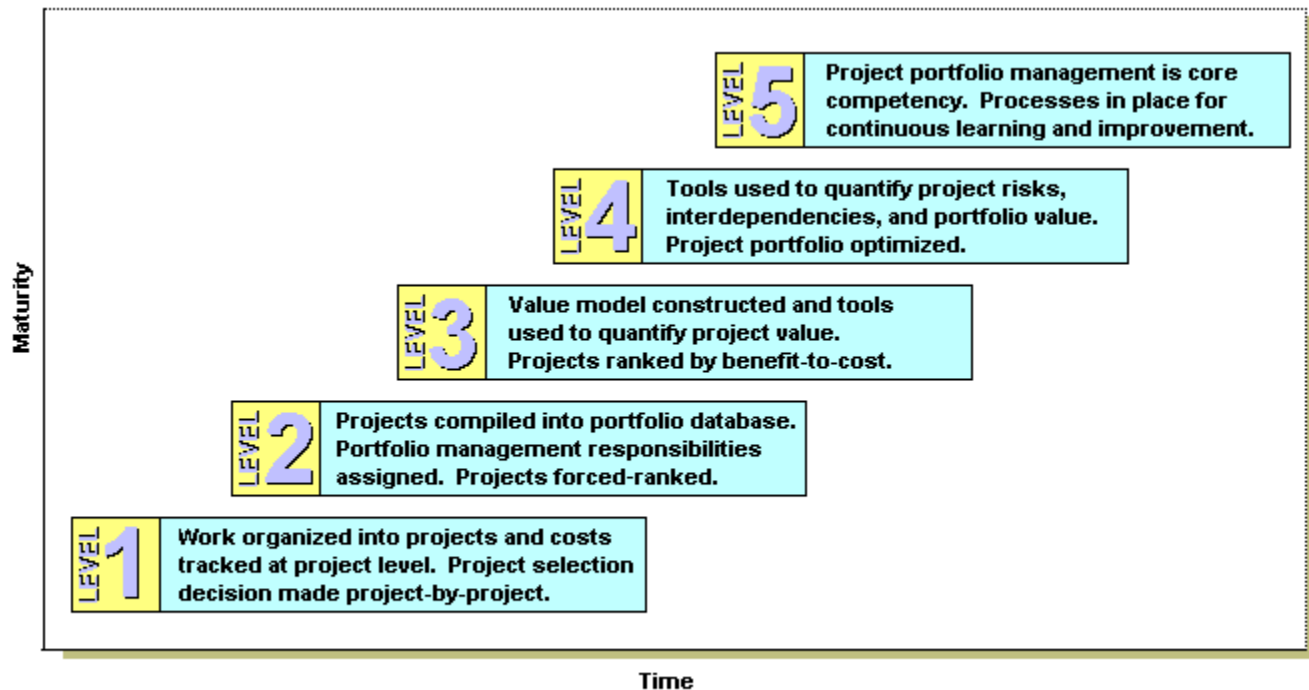 LEVEL 5
Project portfolio management is core
competency.  Processes in place for
continuous learning and improvement.
LEVEL 4
Tools used to quantify project risks,
interdependencies, and portfolio value.
Project portfolio optimized.
Maturity
LEVEL 3
Value model constructed and tools
used to quantify project value.
Projects ranked by benefit-to-cost.
LEVEL 2
Projects compiled into portfolio database.
Portfolio management responsibilities
assigned.  Projects forced-ranked.
LEVEL 1
Work organized into projects and costs
tracked at project level.  Project selection
decision made project-by-project.
Time